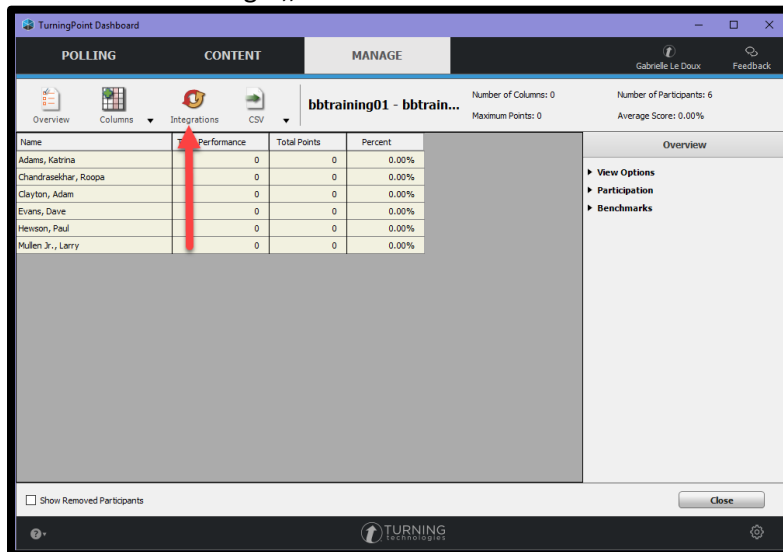 TurningPoint Dashboard
POLLING CONTENT MANAGE
Gabrielle Le Doux Feedback
Overview Columns Integrations CSV
bbtraining01 - bbtrain...
Number of Columns: 0 Number of Participants: 6
Maximum Points: 0 Average Score: 0.00%
Name Performance Total Points Percent
Adams, Katrina 0 0 0.00%
Chandrasekhar, Roopa 0 0 0.00%
Clayton, Adam 0 0 0.00%
Evans, Dave 0 0 0.00%
Hewson, Paul 0 0 0.00%
Mullen Jr., Larry 0 0 0.00%
Overview
View Options
Participation
Benchmarks
Show Removed Participants
Close
TURNING
technologies